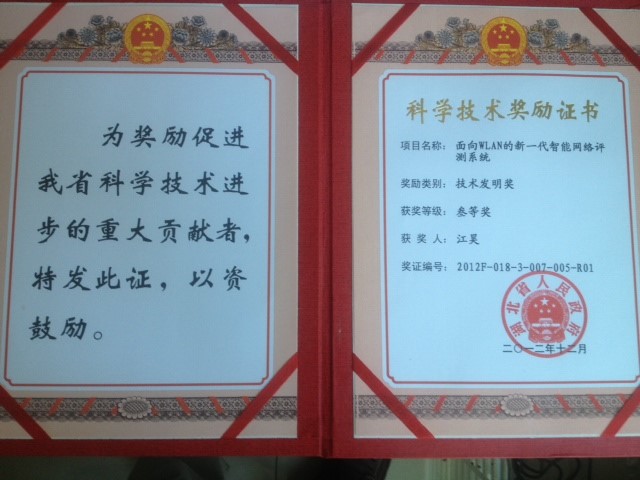 为奖励促进
我省科学技术进
步的重大贡献者，
特发此证，以资
鼓励。
科学技术奖励证书
项目名称： 面向WLAN的新一代智能网络评
测系统
奖励类别： 技术发明奖
获奖等级： 叁等奖
获 奖 人： 江昊
奖证编号： 2012F-018-3-007-005-R01
湖北省人民政府
二〇一二年十二月